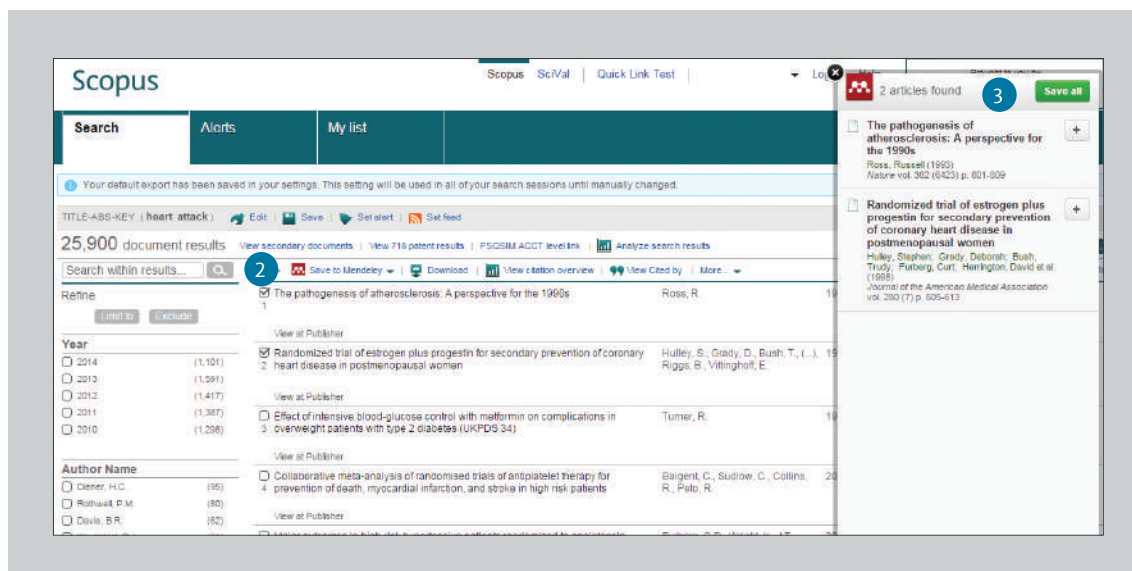 Scopus
Scopus SciVal | Quick Link Test |
Search Alerts My list
Your default export has been saved in your settings. This setting will be used in all of your search sessions until manually changed.
TITLE-ABS-KEY (heart attack) Edit | Save | Set alert | Set feed
25,900 document results View secondary documents | View 718 patent results | Analyze search results
Search within results... 2 Save to Mendeley | Download | View citation overview | View Cited by | More...
Refine
Limit to Exclude
Year
2014 (1,101)
2013 (1,591)
2012 (1,417)
2011 (1,387)
2010 (1,298)
Author Name
Diener, H.C. (95)
Rothwell, P.M. (80)
Davis, B.R. (62)
The pathogenesis of atherosclerosis: A perspective for the 1990s Ross, R.
1
View at Publisher
Randomized trial of estrogen plus progestin for secondary prevention of coronary Hulley, S., Grady, D., Bush, T., (...),
2 heart disease in postmenopausal women Riggs, B., Vittinghoff, E.
View at Publisher
Effect of intensive blood-glucose control with metformin on complications in Turner, R.
3 overweight patients with type 2 diabetes (UKPDS 34)
View at Publisher
Collaborative meta-analysis of randomised trials of antiplatelet therapy for Baigent, C., Sudlow, C., Collins,
4 prevention of death, myocardial infarction, and stroke in high risk patients R., Peto, R.
View at Publisher
2 articles found 3 Save all
The pathogenesis of
atherosclerosis: A perspective for
the 1990s
Ross, Russell (1993)
Nature vol. 362 (6423) p. 801-809
Randomized trial of estrogen plus
progestin for secondary prevention
of coronary heart disease in
postmenopausal women
Hulley, Stephen; Grady, Deborah; Bush,
Trudy; Furberg, Curt; Herrington, David et al.
(1998)
Journal of the American Medical Association
vol. 280 (7) p. 605-613